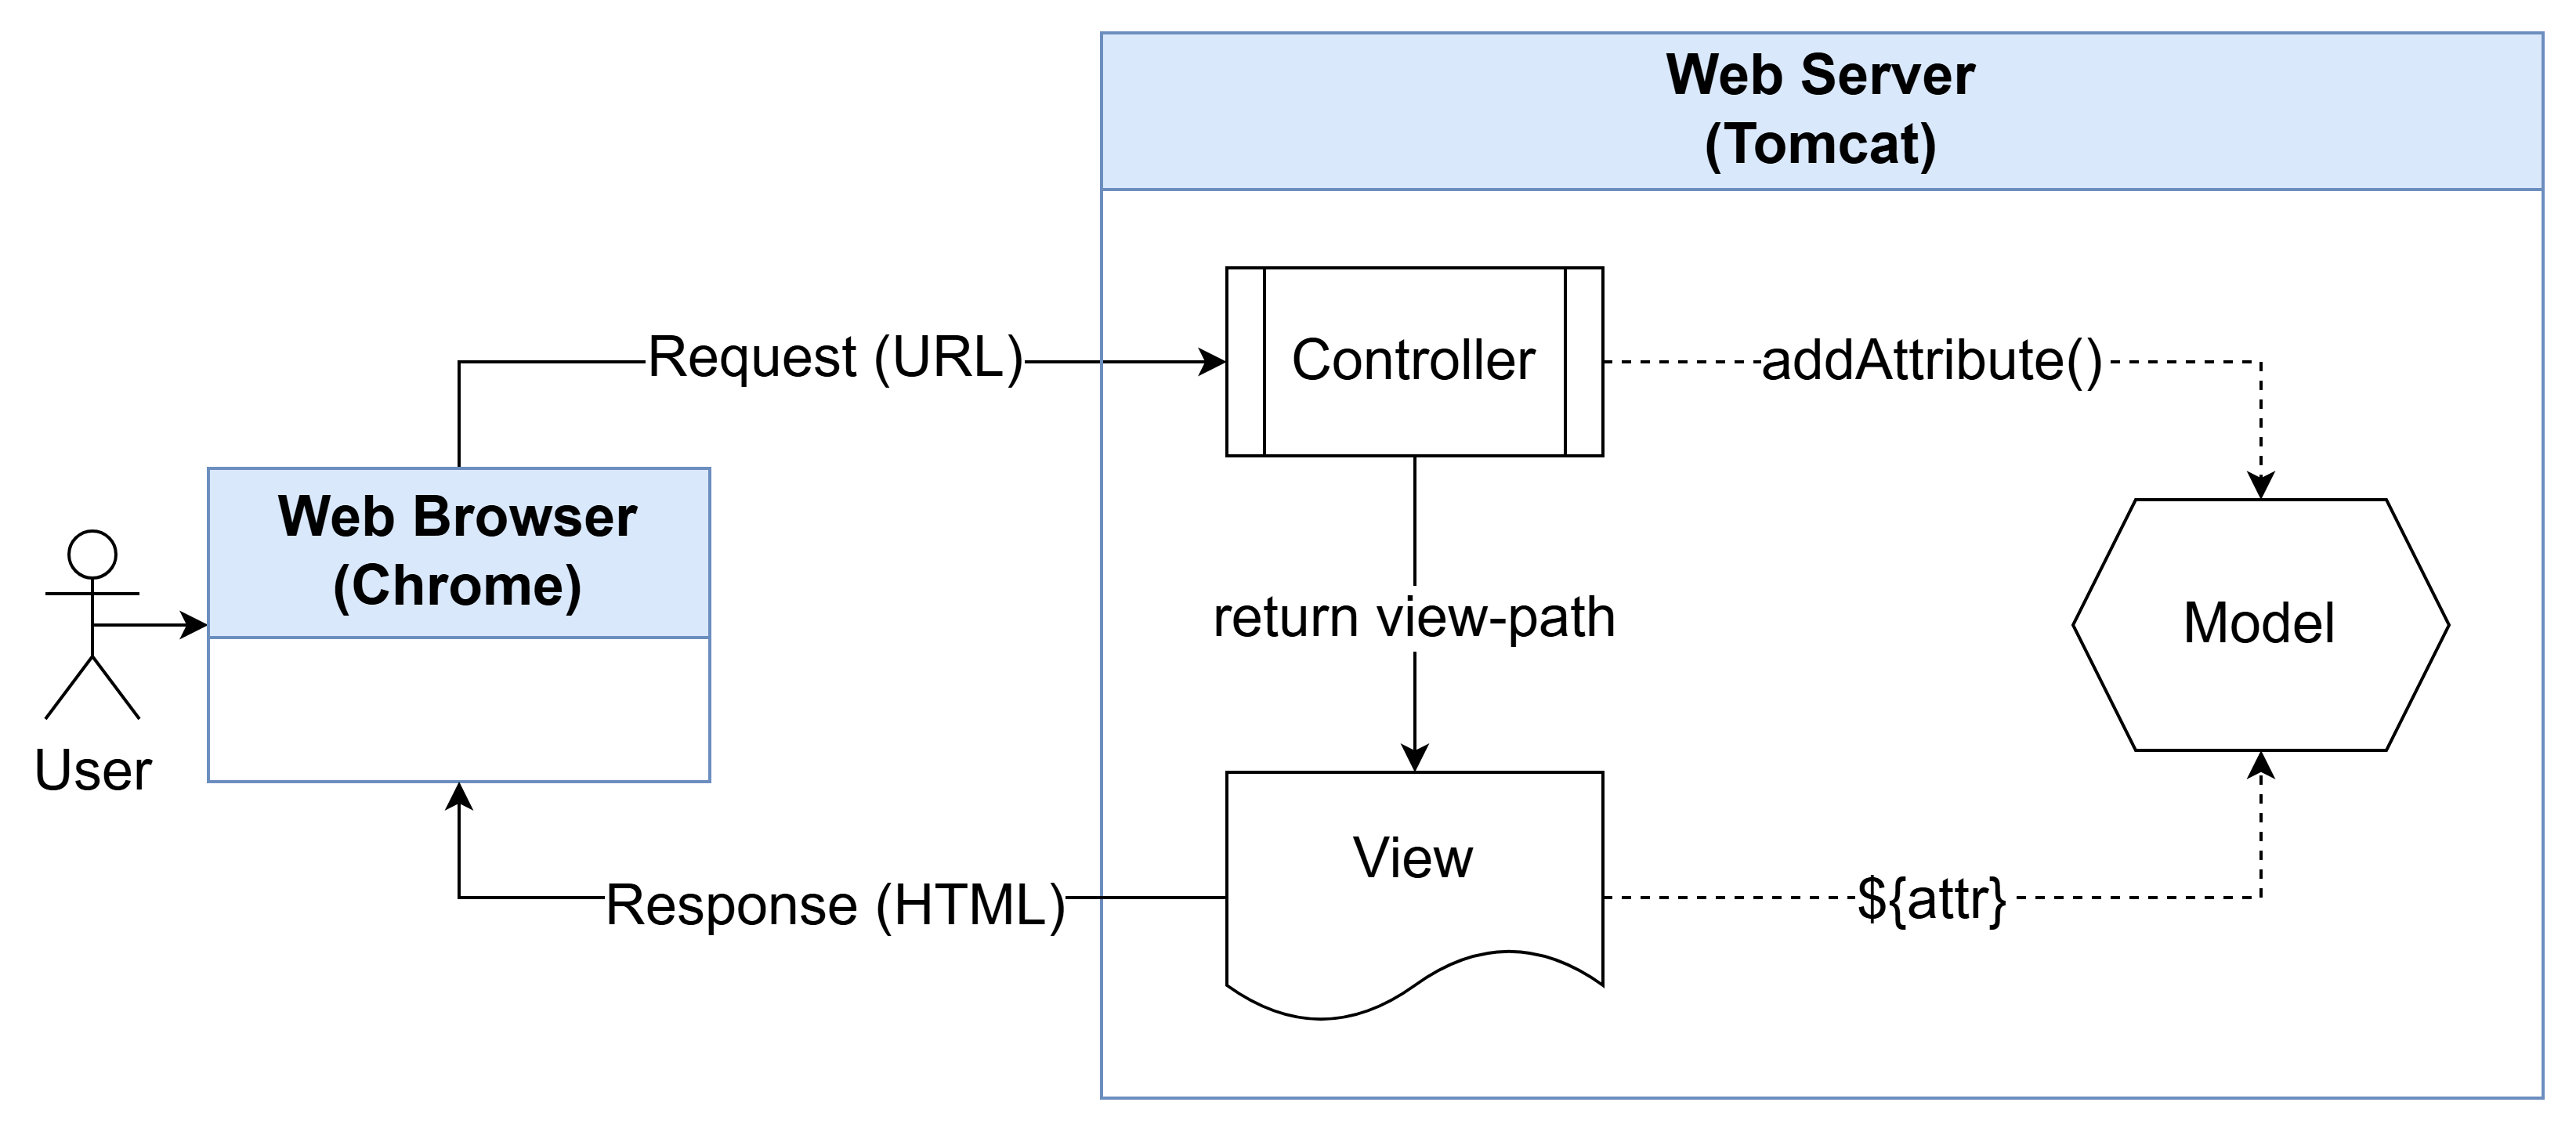 Web Server
(Tomcat)
Request (URL)
Controller
addAttribute()
Web Browser
(Chrome)
User
return view-path
Model
View
Response (HTML)
${attr}